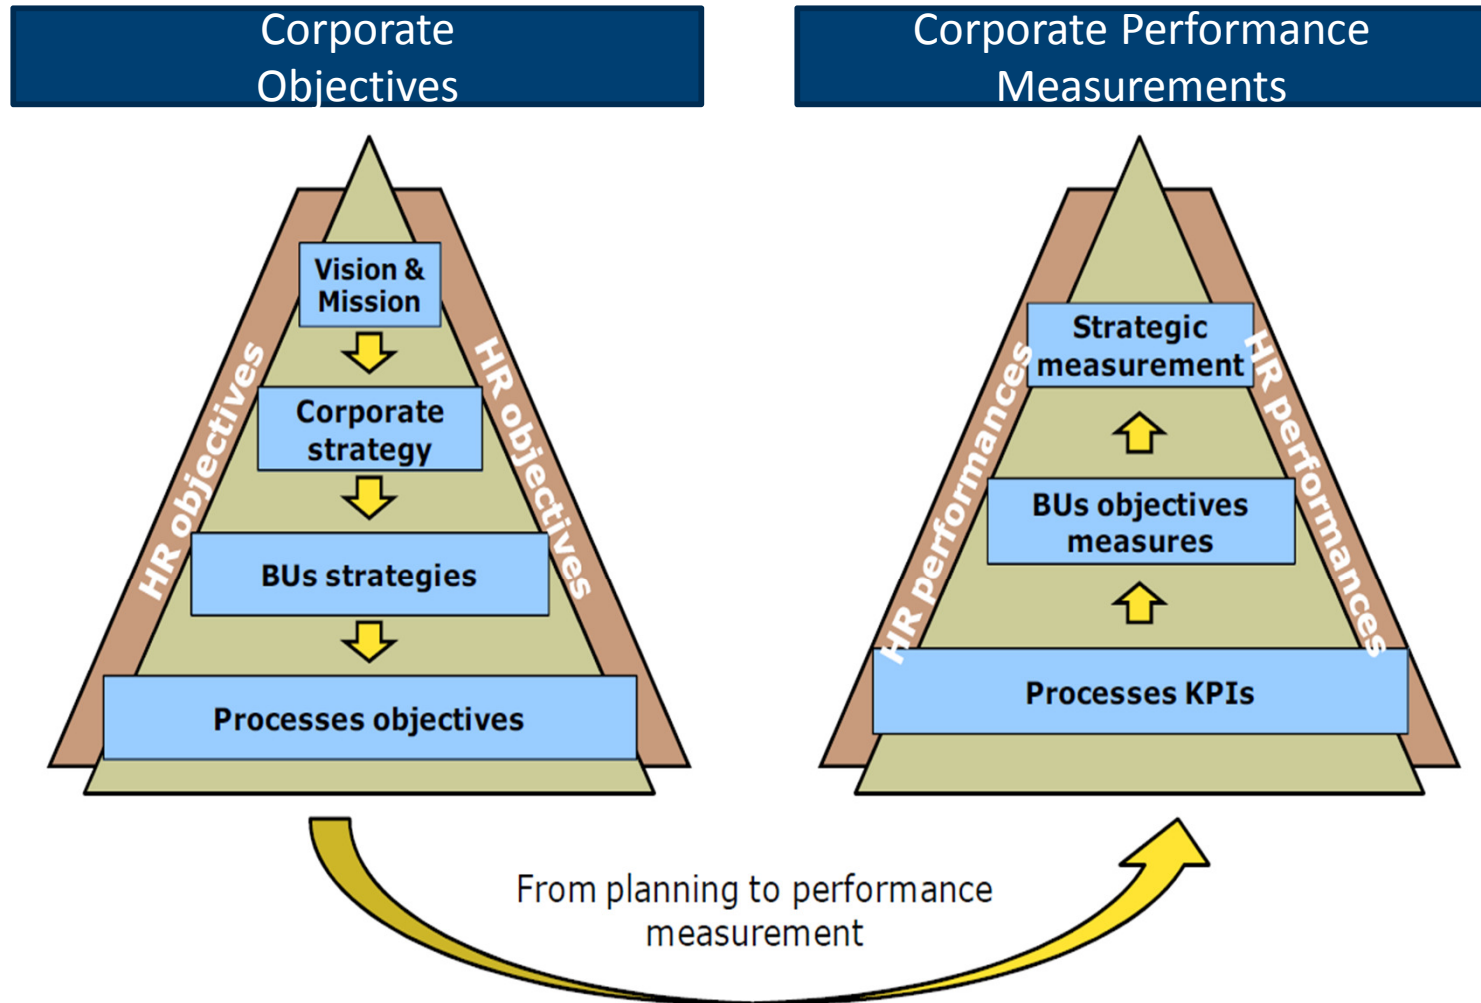 Corporate
Objectives
Corporate Performance
Measurements
Vision &
Mission
Corporate
strategy
BUs strategies
Processes objectives
HR objectives
HR objectives
Strategic
measurement
BUs objectives
measures
Processes KPIs
HR performances
HR performances
From planning to performance
measurement